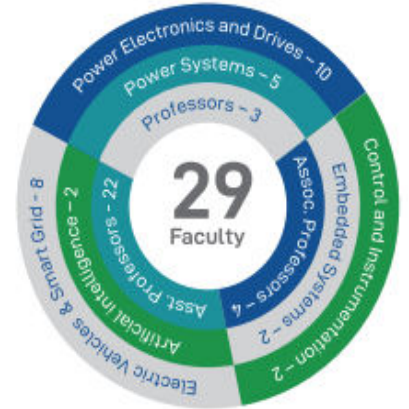 Power Electronics and Drives – 10
Power Systems – 5
Professors – 3
29
Faculty
Control and Instrumentation – 2
Embedded Systems – 2
Assoc. Professors – 4
Asst. Professors – 22
Artificial Intelligence – 2
Electric Vehicles & Smart Grid – 8